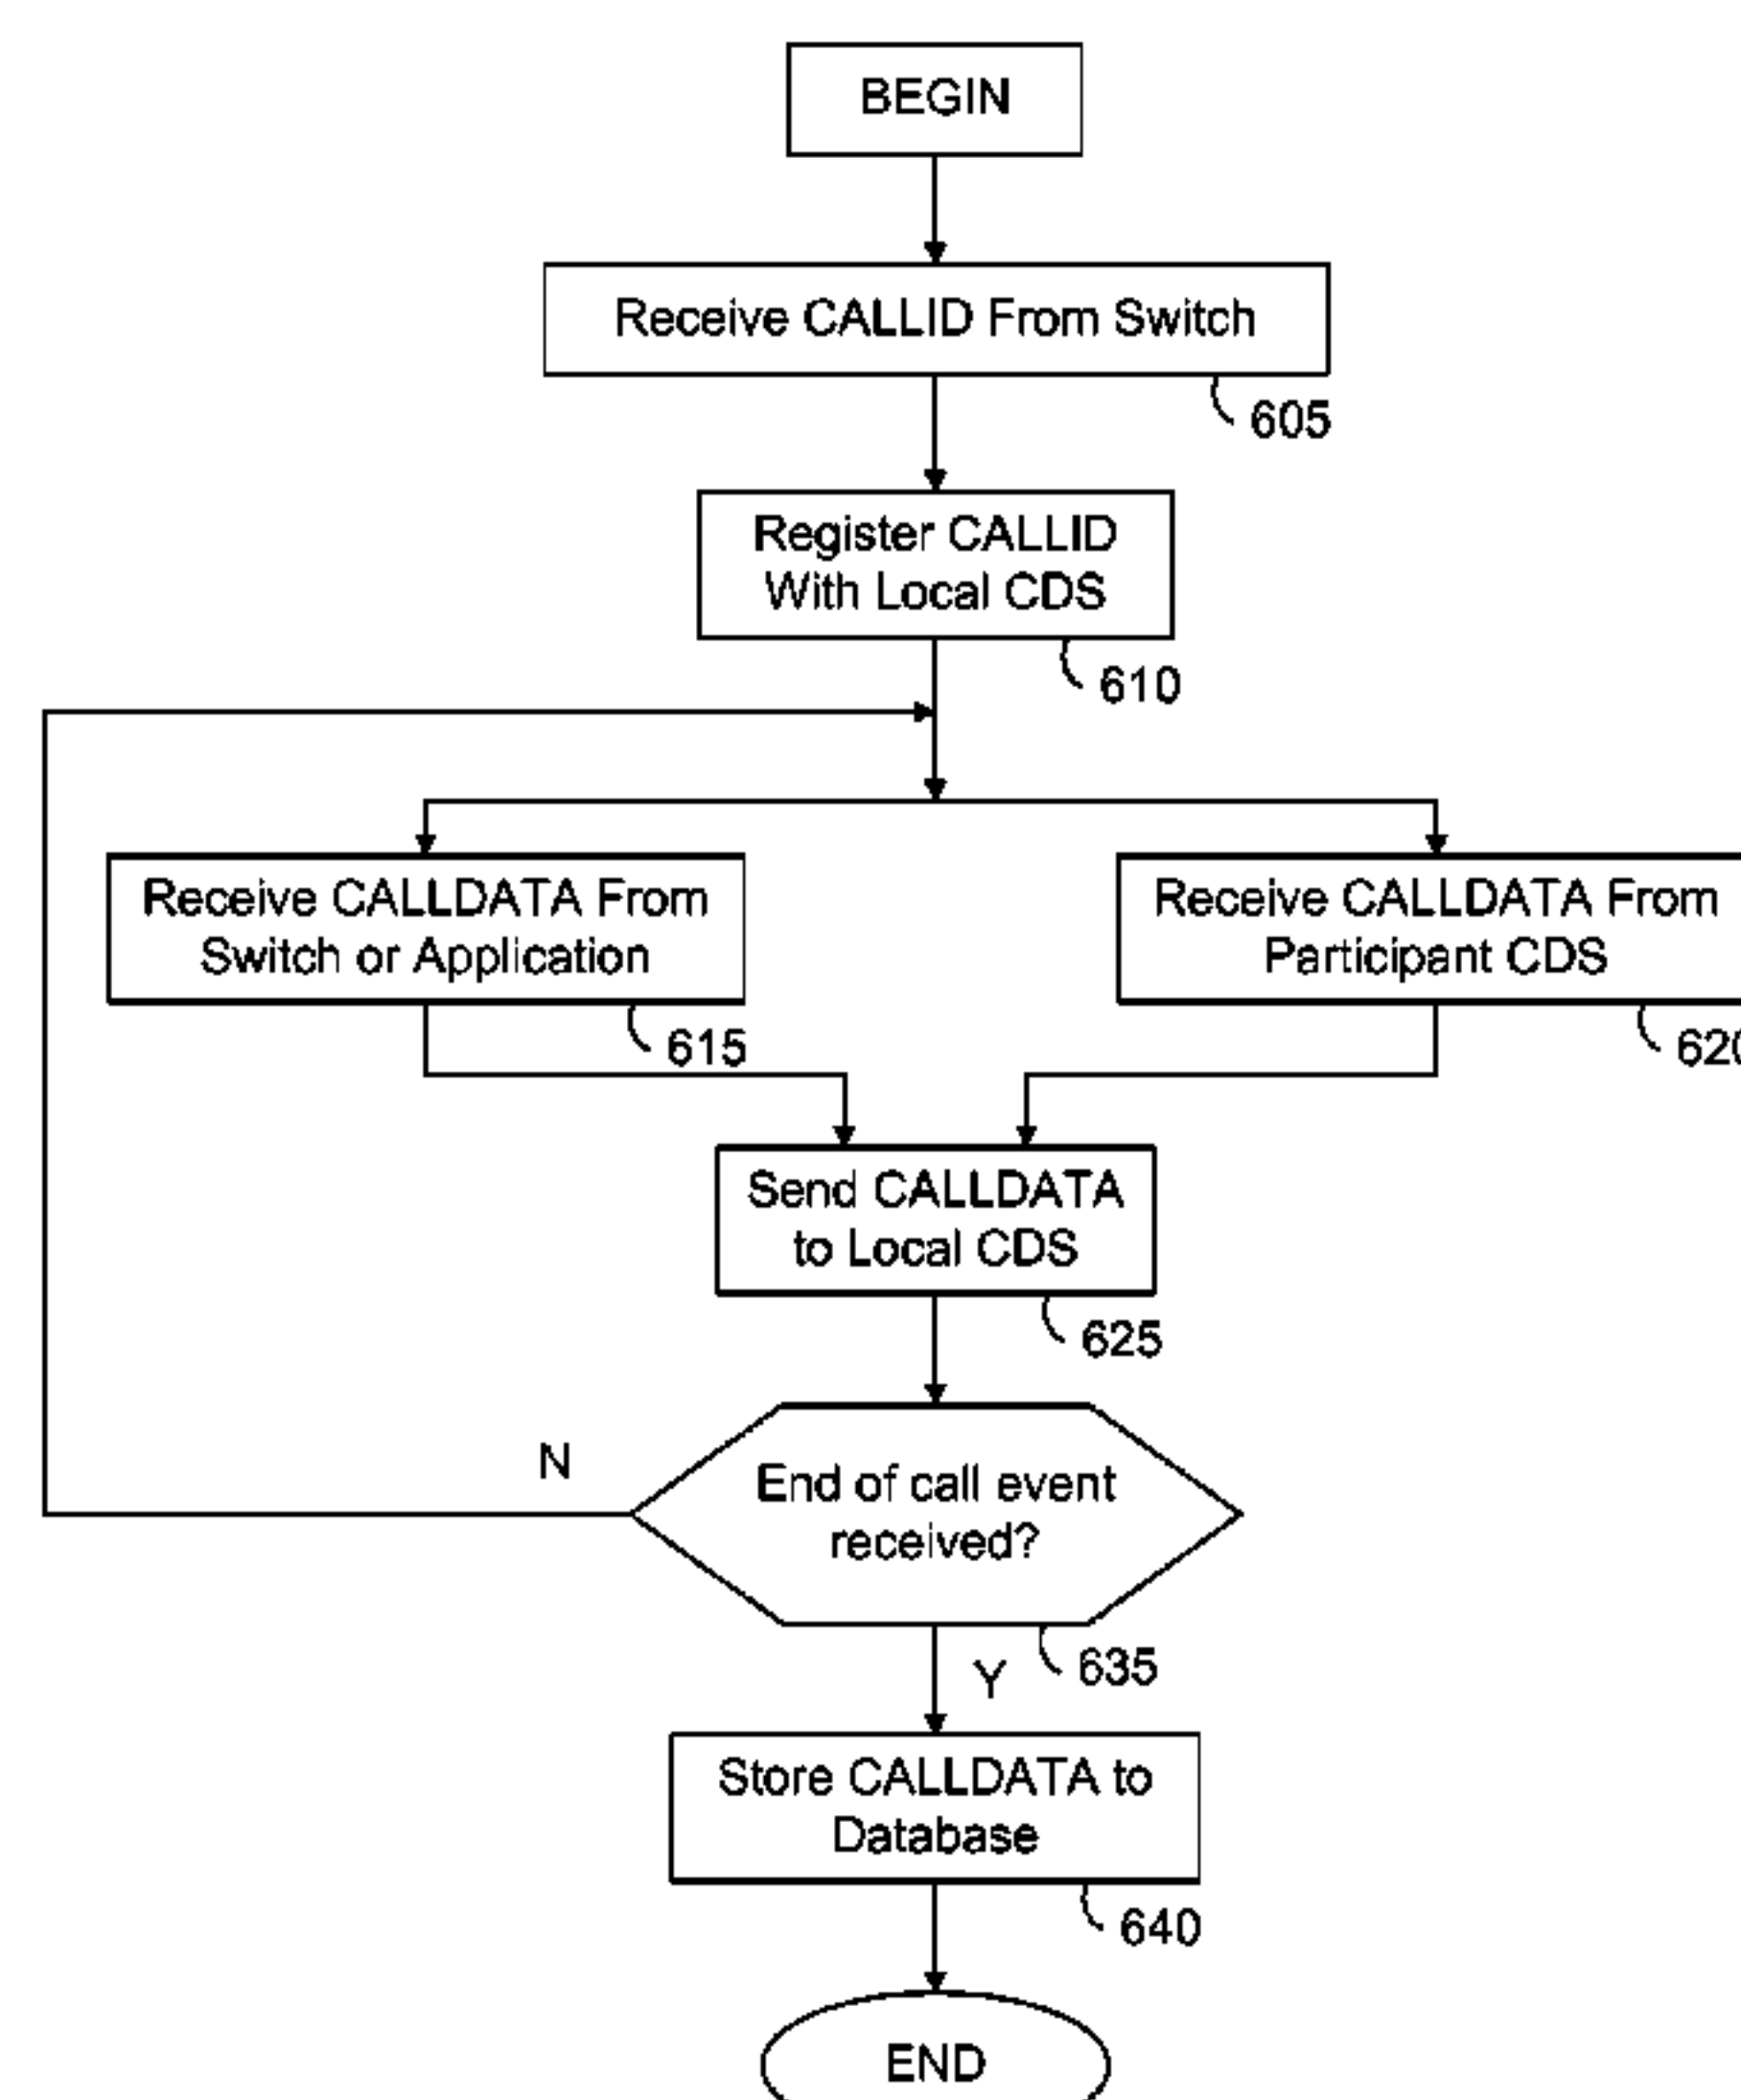 BEGIN
Receive CALLID From Switch
605
Register CALLID
With Local CDS
610
Receive CALLDATA From
Switch or Application
615
Receive CALLDATA From
Participant CDS
620
Send CALLDATA
to Local CDS
625
End of call event
received?
N
635
Y
Store CALLDATA to
Database
640
END